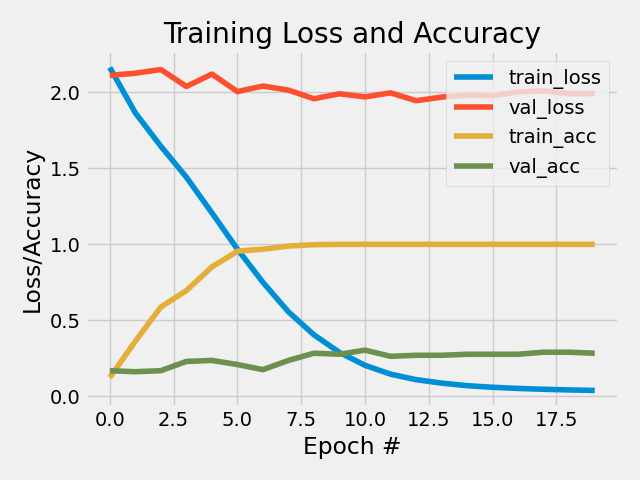 Training Loss and Accuracy
train_loss
val_loss
train_acc
val_acc
Loss/Accuracy
2.0
1.5
1.0
0.5
0.0
0.0 2.5 5.0 7.5 10.0 12.5 15.0 17.5
Epoch #